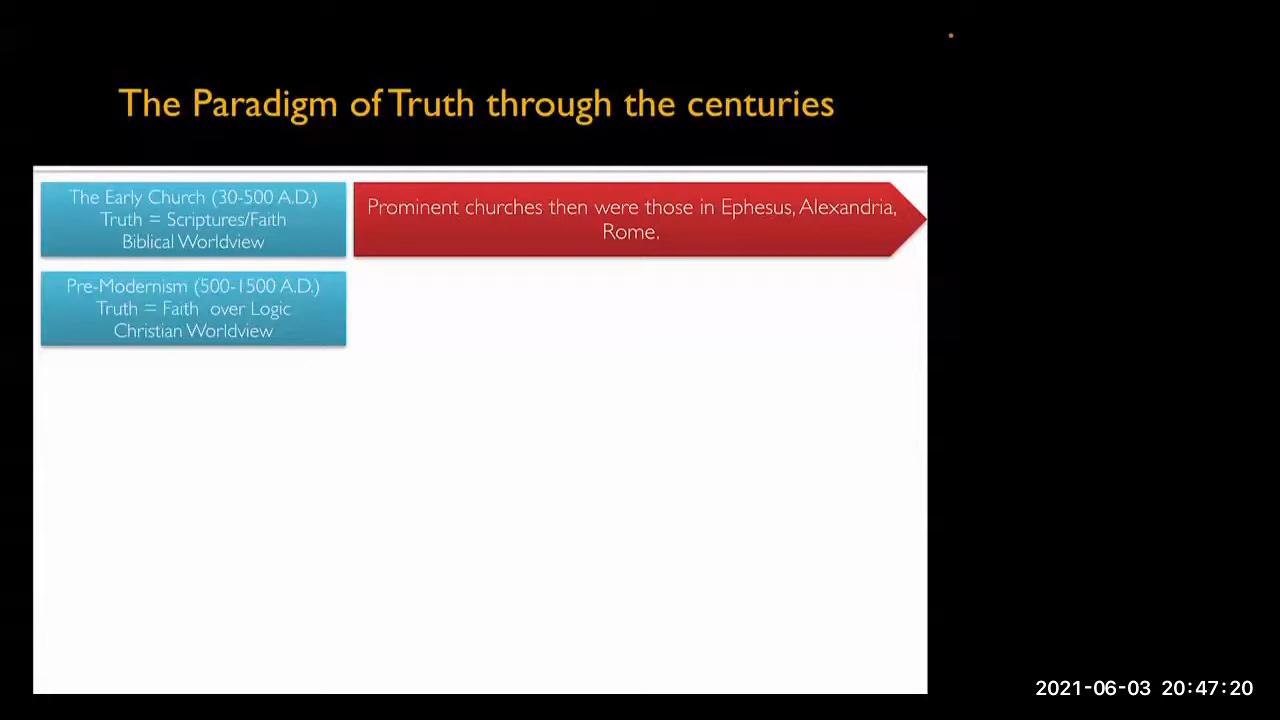 The Paradigm of Truth through the centuries
The Early Church (30-500 A.D.)
Truth = Scriptures/Faith
Biblical Worldview
Prominent churches then were those in Ephesus, Alexandria,
Rome.
Pre-Modernism (500-1500 A.D.)
Truth = Faith over Logic
Christian Worldview
2021-06-03 20:47:20